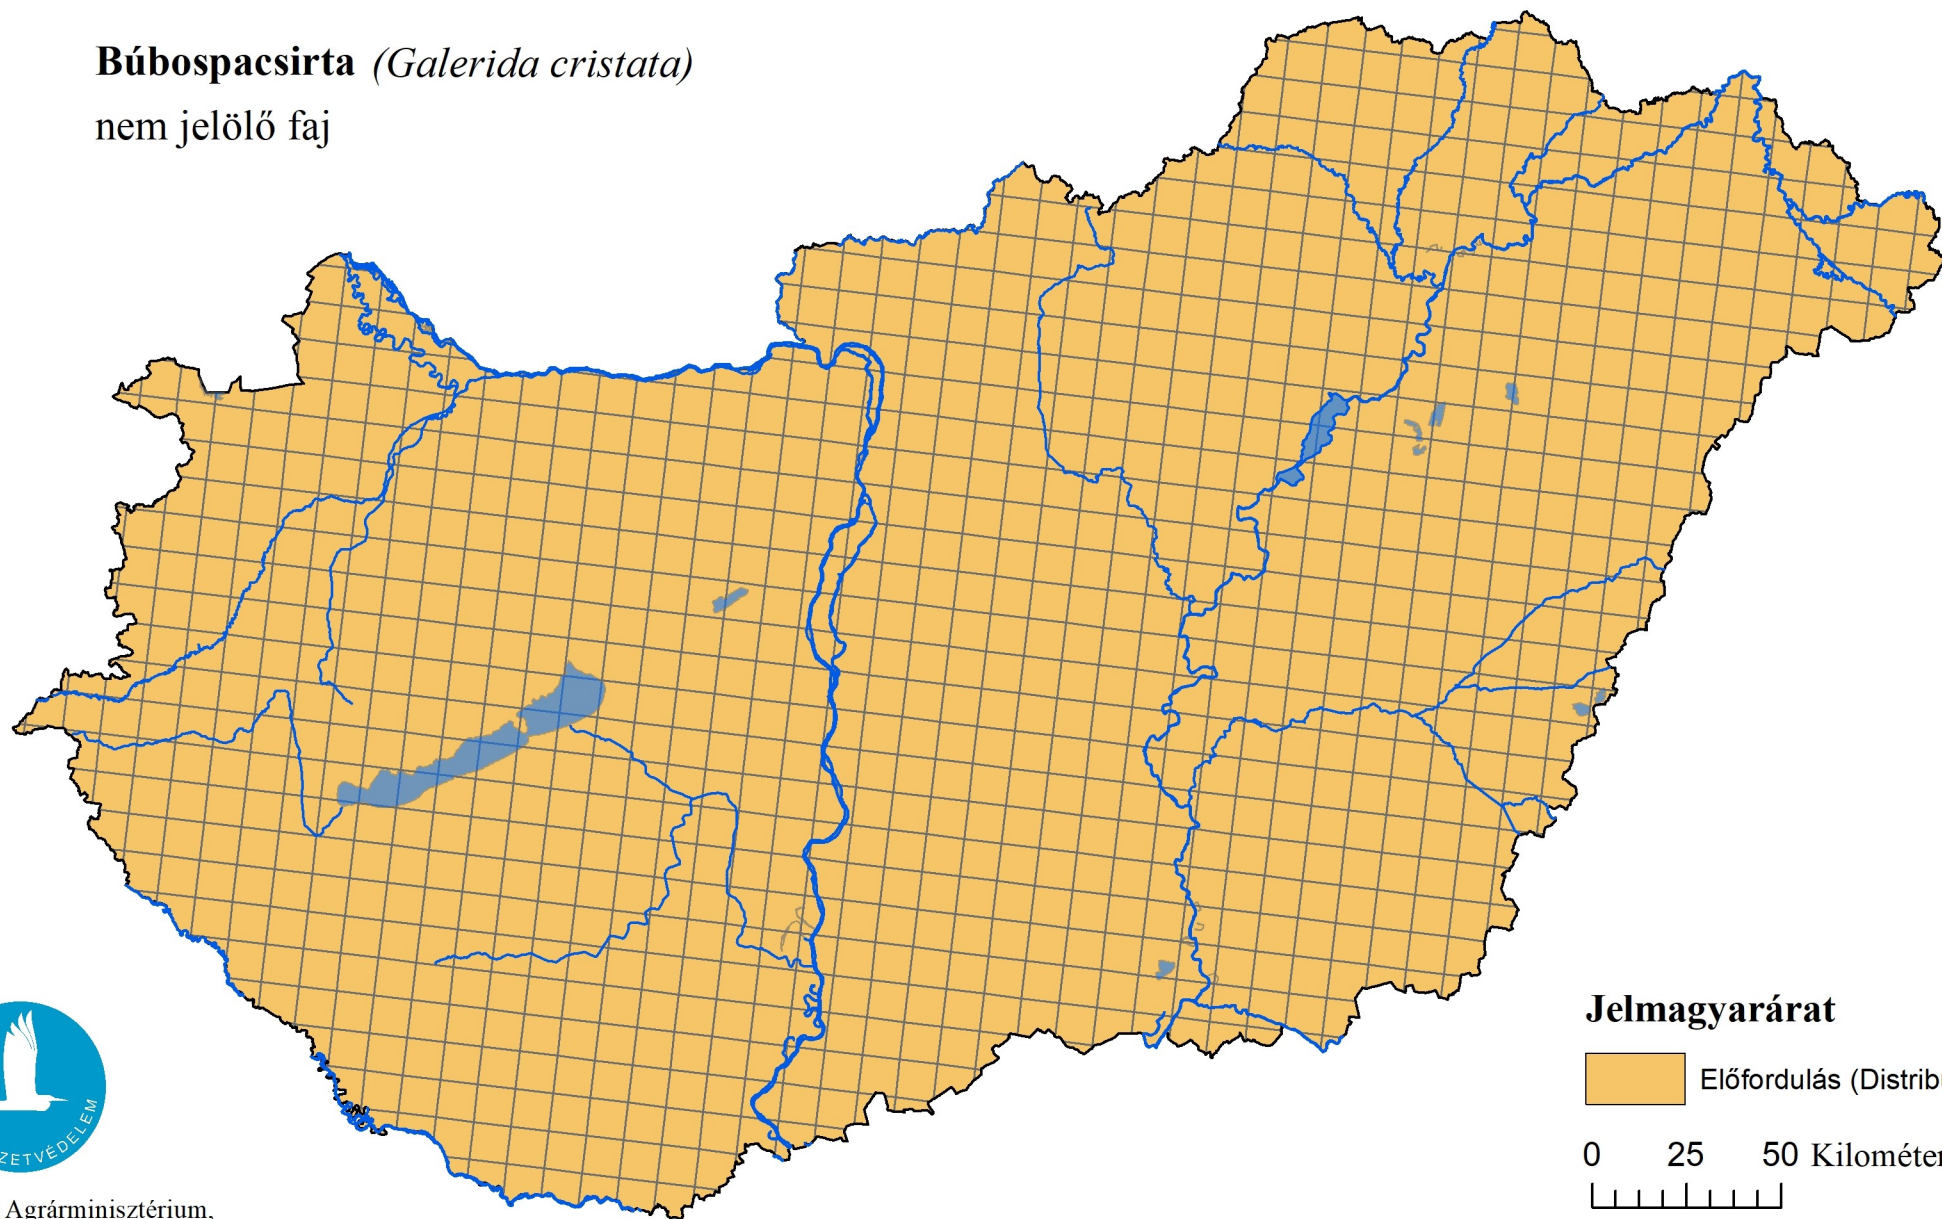 Búbospacsirta (Galerida cristata)
nem jelölő faj
Jelmagyarárat
Előfordulás (Distrib
0 25 50 Kilométer
ZETVÉDELEM
Agrárminisztérium,